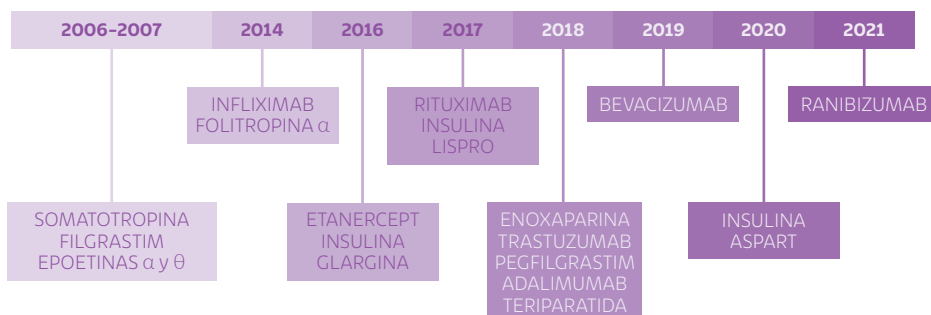 2006-2007 2014 2016 2017 2018 2019 2020 2021
INFLIXIMAB
FOLITROPINA α
RITUXIMAB
INSULINA
LISPRO
BEVACIZUMAB
RANIBIZUMAB
SOMATOTROPINA
FILGRASTIM
EPOETINAS α y θ
ETANERCEPT
INSULINA
GLARGINA
ENOXAPARINA
TRASTUZUMAB
PEGFILGRASTIM
ADALIMUMAB
TERIPARATIDA
INSULINA
ASPART